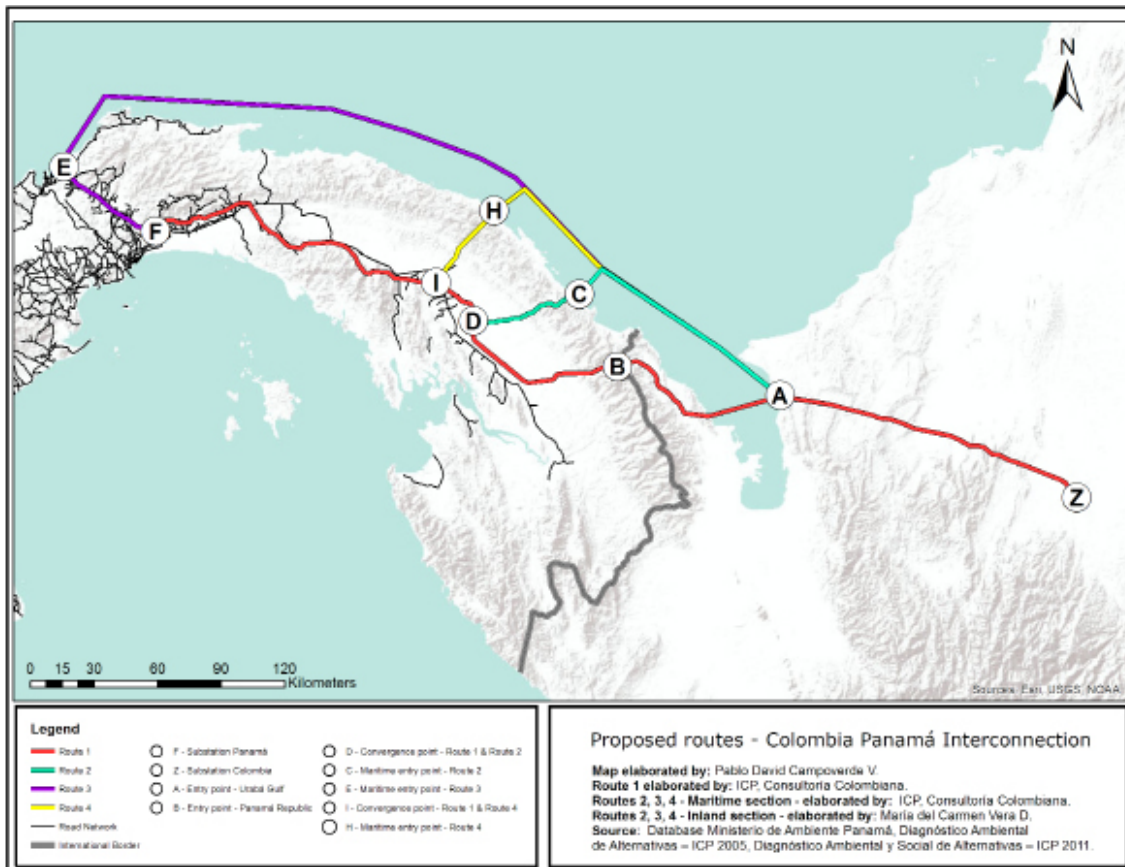 N
E
H
F
I
C
D
B
A
Z
0 15 30 60 90 120
Kilometers
Sources: Esri, USGS, NOAA
Legend
Route 1
Route 2
Route 3
Route 4
Road Network
International Border
F - Substation Panamá
Z - Substation Colombia
A - Entry point - Urabá Gulf
B - Entry point - Panamá Republic
D - Convergence point - Route 1 & Route 2
C - Maritime entry point - Route 2
E - Maritime entry point - Route 3
I - Convergence point - Route 1 & Route 4
H - Maritime entry point - Route 4
Proposed routes - Colombia Panamá Interconnection
Map elaborated by: Pablo David Campoverde V.
Route 1 elaborated by: ICP, Consultoría Colombiana.
Routes 2, 3, 4 - Maritime section - elaborated by: ICP, Consultoría Colombiana.
Routes 2, 3, 4 - Inland section - elaborated by: María del Carmen Vera D.
Source: Database Ministerio de Ambiente Panamá, Diagnóstico Ambiental
de Alternativas – ICP 2005, Diagnóstico Ambiental y Social de Alternativas – ICP 2011.